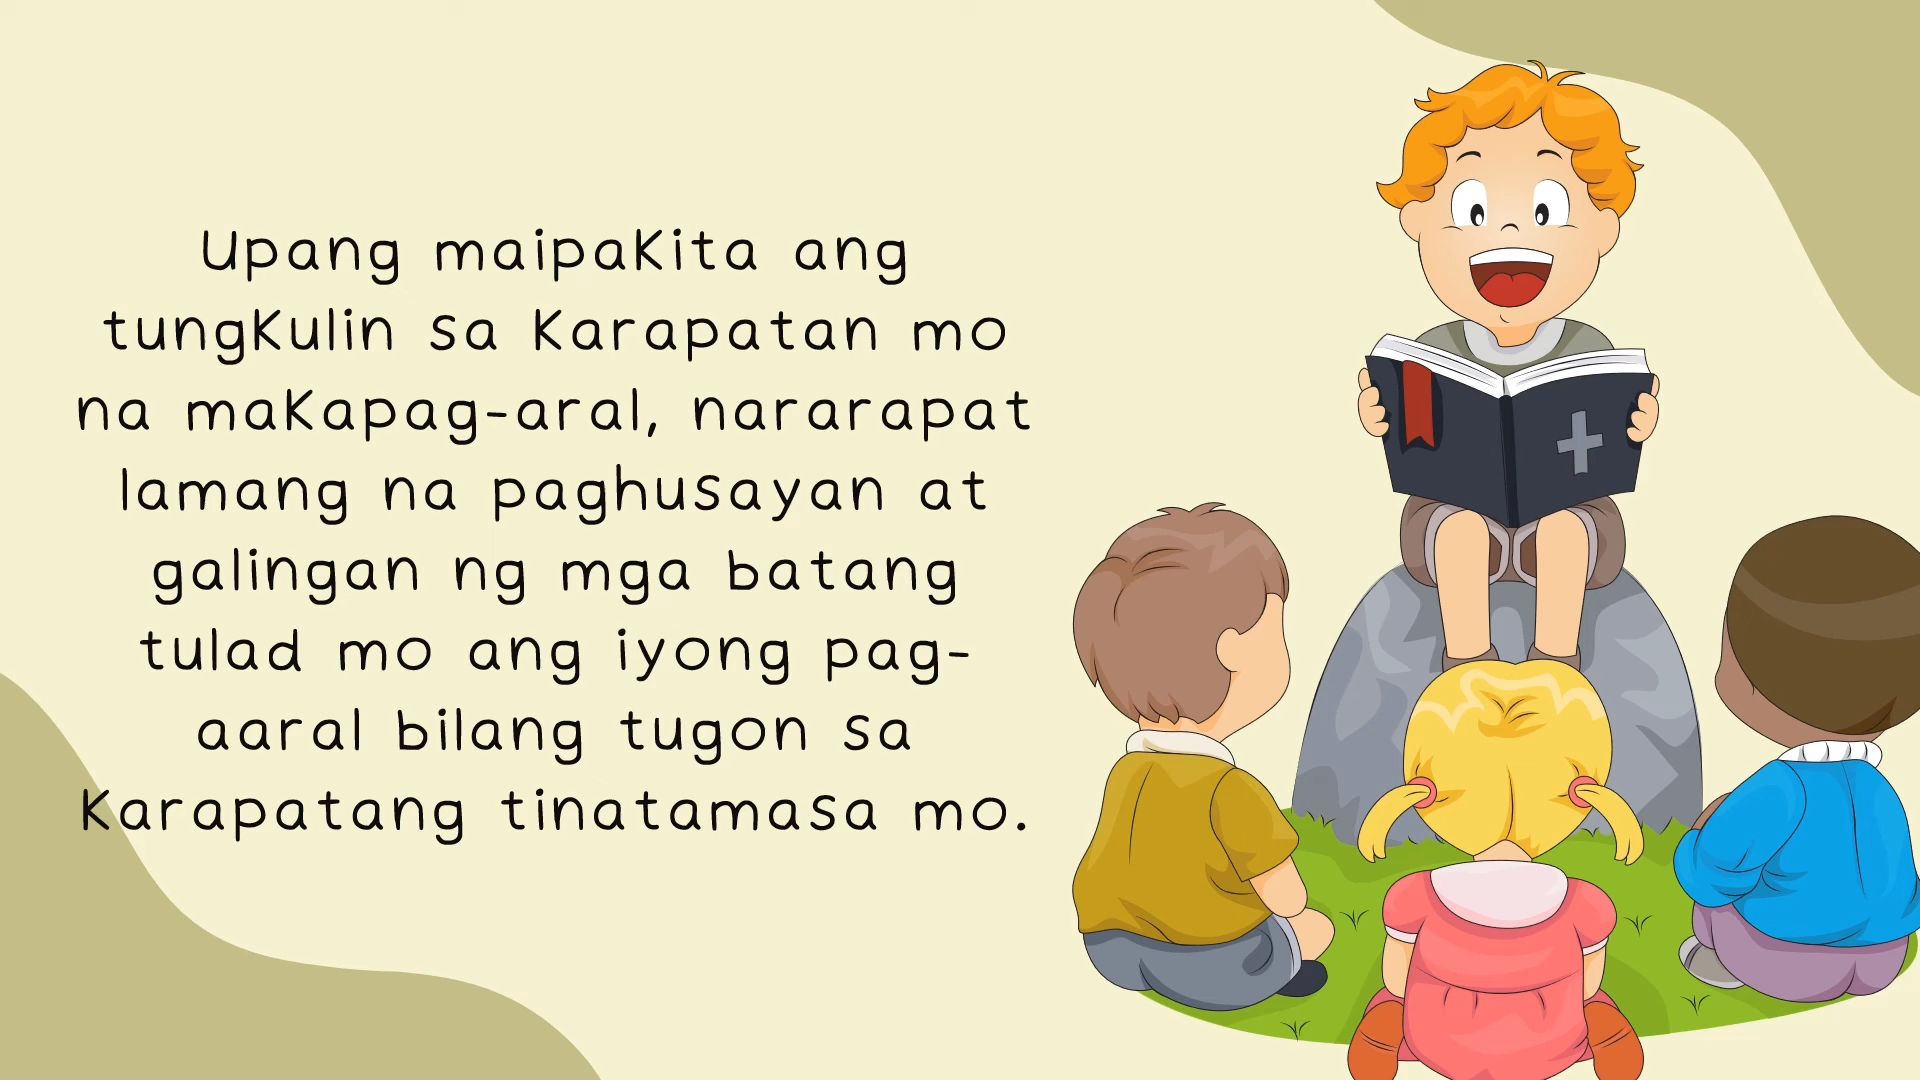 Upang maipakita ang
tungkulin sa karapatan mo
na makapag-aral, nararapat
lamang na paghusayan at
galingan ng mga batang
tulad mo ang iyong pag-
aaral bilang tugon sa
karapatang tinatamasa mo.